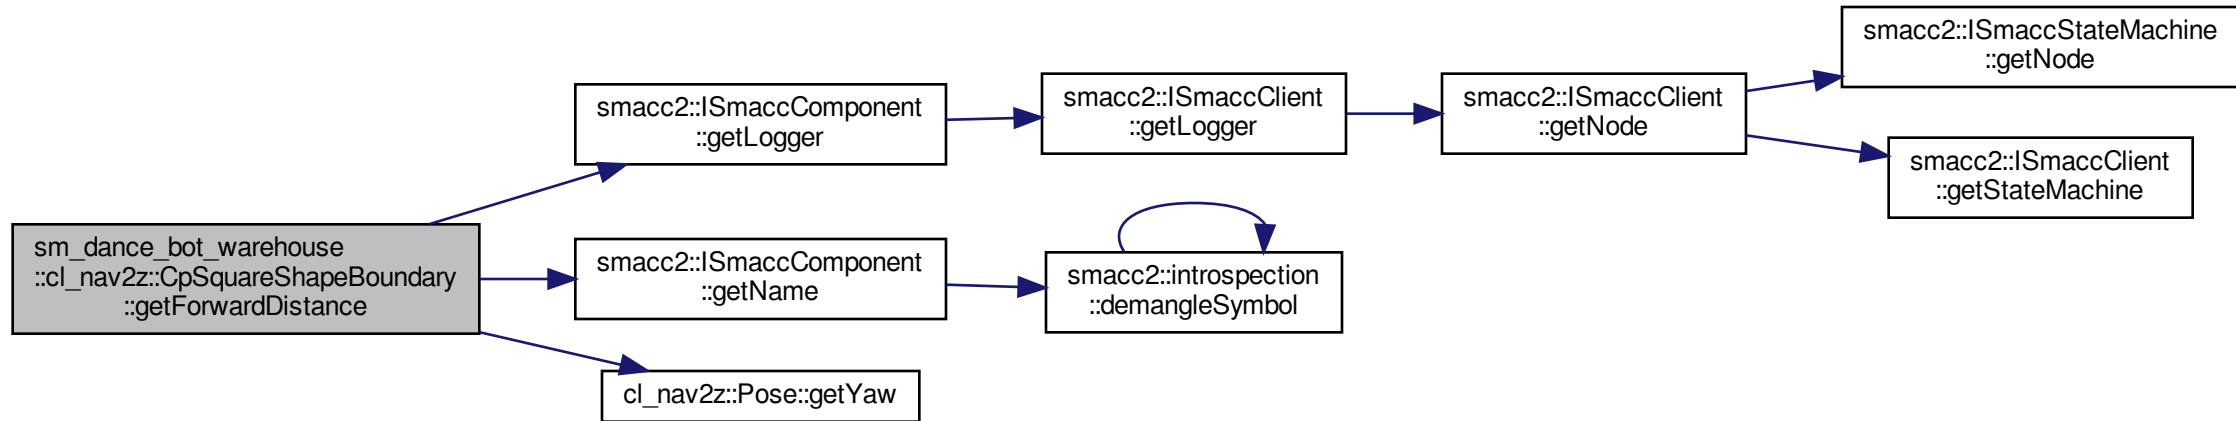 sm_dance_bot_warehouse
::cl_nav2z::CpSquareShapeBoundary
::getForwardDistance
smacc2::ISmaccComponent
::getLogger
smacc2::ISmaccClient
::getLogger
smacc2::ISmaccClient
::getNode
smacc2::ISmaccStateMachine
::getNode
smacc2::ISmaccClient
::getStateMachine
smacc2::ISmaccComponent
::getName
smacc2::introspection
::demangleSymbol
cl_nav2z::Pose::getYaw